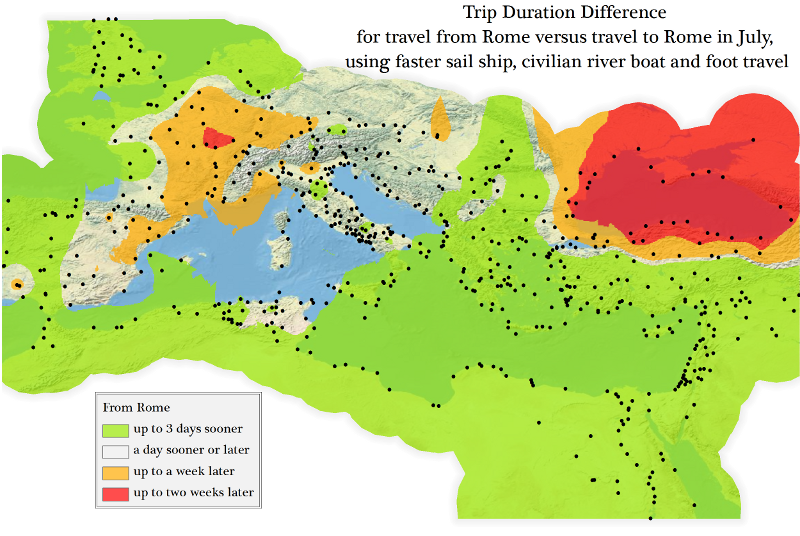 Trip Duration Difference
for travel from Rome versus travel to Rome in July,
using faster sail ship, civilian river boat and foot travel
From Rome
up to 3 days sooner
a day sooner or later
up to a week later
up to two weeks later